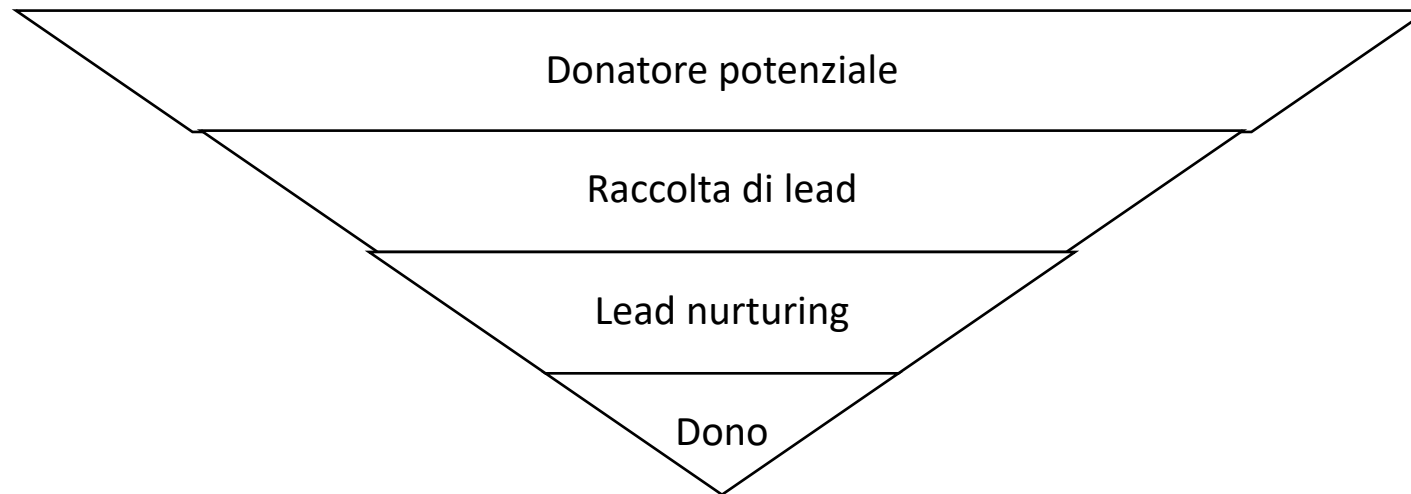 Donatore potenziale
Raccolta di lead
Lead nurturing
Dono